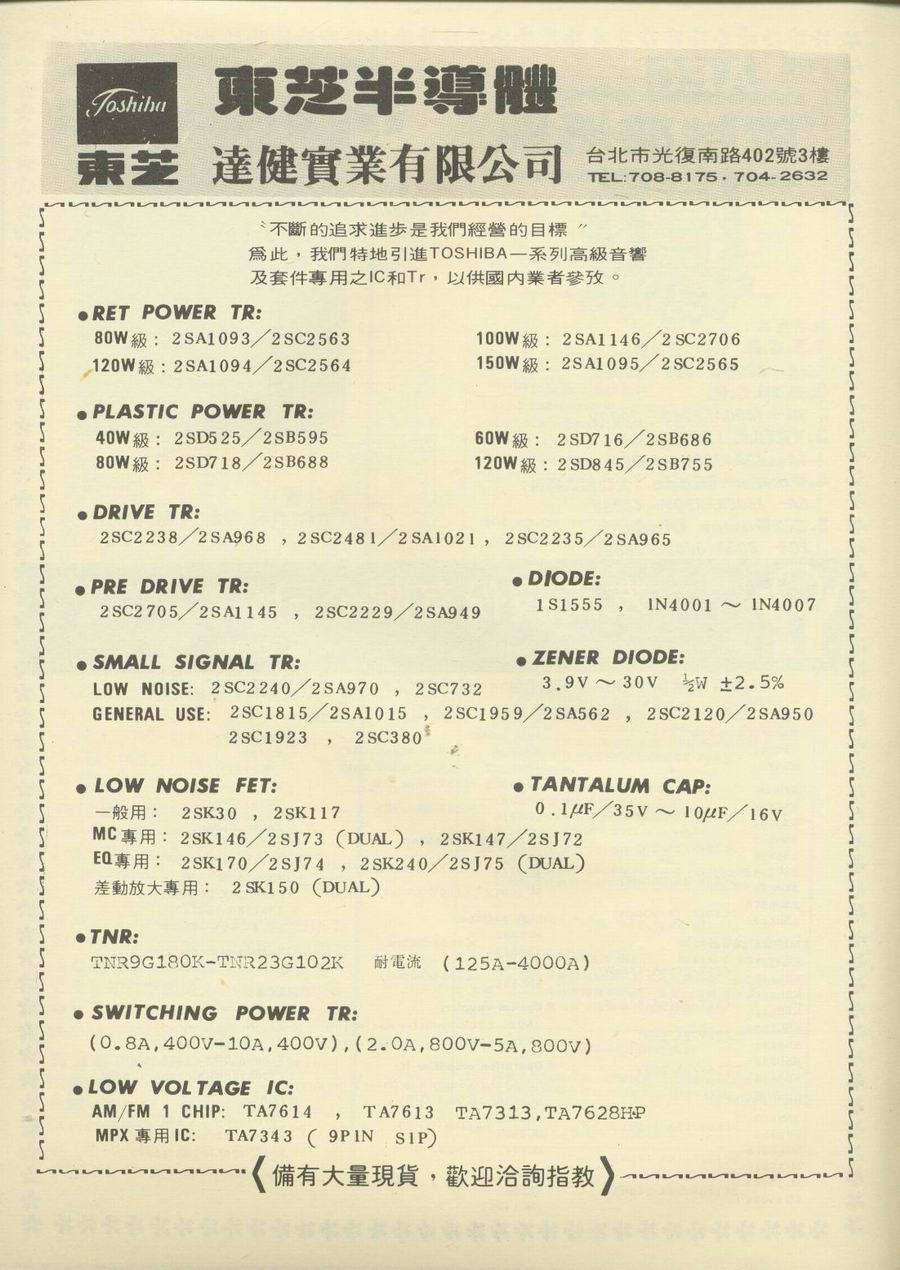 Toshiba
東芝
東芝半導體
達健實業有限公司
台北市光復南路402號3樓
TEL:708-8175．704-2632
〝不斷的追求進步是我們經營的目標〞
爲此，我們特地引進TOSHIBA一系列高級音響
及套件專用之IC和Tr，以供國內業者參攷。
●RET POWER TR:
80W級： 2SA1093／2SC2563
100W級： 2SA1146／2SC2706
120W級：2SA1094／2SC2564
150W級： 2SA1095／2SC2565
●PLASTIC POWER TR:
40W級： 2SD525／2SB595
60W級： 2SD716／2SB686
80W級： 2SD718／2SB688
120W級：2SD845／2SB755
●DRIVE TR:
2SC2238／2SA968 , 2SC2481／2SA1021, 2SC2235／2SA965
●PRE DRIVE TR:
2SC2705／2SA1145 , 2SC2229／2SA949
●DIODE:
1S1555 , 1N4001～1N4007
●SMALL SIGNAL TR:
LOW NOISE: 2SC2240／2SA970 , 2SC732
●ZENER DIODE:
3.9V～30V ½W ±2.5%
GENERAL USE: 2SC1815／2SA1015 , 2SC1959／2SA562 , 2SC2120／2SA950
2SC1923 , 2SC380
●LOW NOISE FET:
一般用： 2SK30 , 2SK117
●TANTALUM CAP:
0.1μF／35V～10μF／16V
MC專用： 2SK146／2SJ73 (DUAL) , 2SK147／2SJ72
EQ專用： 2SK170／2SJ74 , 2SK240／2SJ75 (DUAL)
差動放大專用： 2SK150 (DUAL)
●TNR:
TNR9G180K-TNR23G102K 耐電流 (125A-4000A)
●SWITCHING POWER TR:
(0.8A,400V-10A,400V),(2.0A,800V-5A,800V)
●LOW VOLTAGE IC:
AM/FM 1 CHIP: TA7614 , TA7613 TA7313,TA7628HP
MPX專用IC: TA7343 ( 9PIN SIP)
〈備有大量現貨，歡迎洽詢指教〉